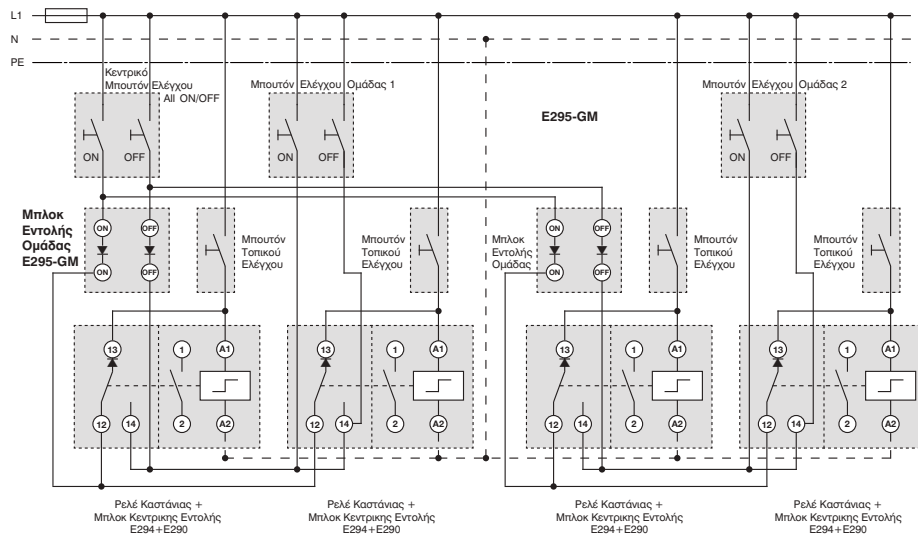 L1
N
PE
Κεντρικό
Μπουτόν Ελέγχου
All ON/OFF
Μπουτόν Ελέγχου Ομάδας 1
E295-GM
Μπουτόν Ελέγχου Ομάδας 2
ON OFF
ON OFF
ON OFF
Μπλοκ
Εντολής
Ομάδας
E295-GM
ON OFF
ON OFF
Μπουτόν
Τοπικού
Ελέγχου
Μπουτόν
Τοπικού
Ελέγχου
Μπλοκ
Εντολής
Ομάδας
ON OFF
ON OFF
Μπουτόν
Τοπικού
Ελέγχου
Μπουτόν
Τοπικού
Ελέγχου
13 1 A1
12 14 2 A2
13 1 A1
12 14 2 A2
13 1 A1
12 14 2 A2
13 1 A1
12 14 2 A2
Ρελέ Καστάνιας +
Μπλοκ Κεντρικης Εντολής
E294+E290
Ρελέ Καστάνιας +
Μπλοκ Κεντρικης Εντολής
E294+E290
Ρελέ Καστάνιας +
Μπλοκ Κεντρικης Εντολής
E294+E290
Ρελέ Καστάνιας +
Μπλοκ Κεντρικης Εντολής
E294+E290